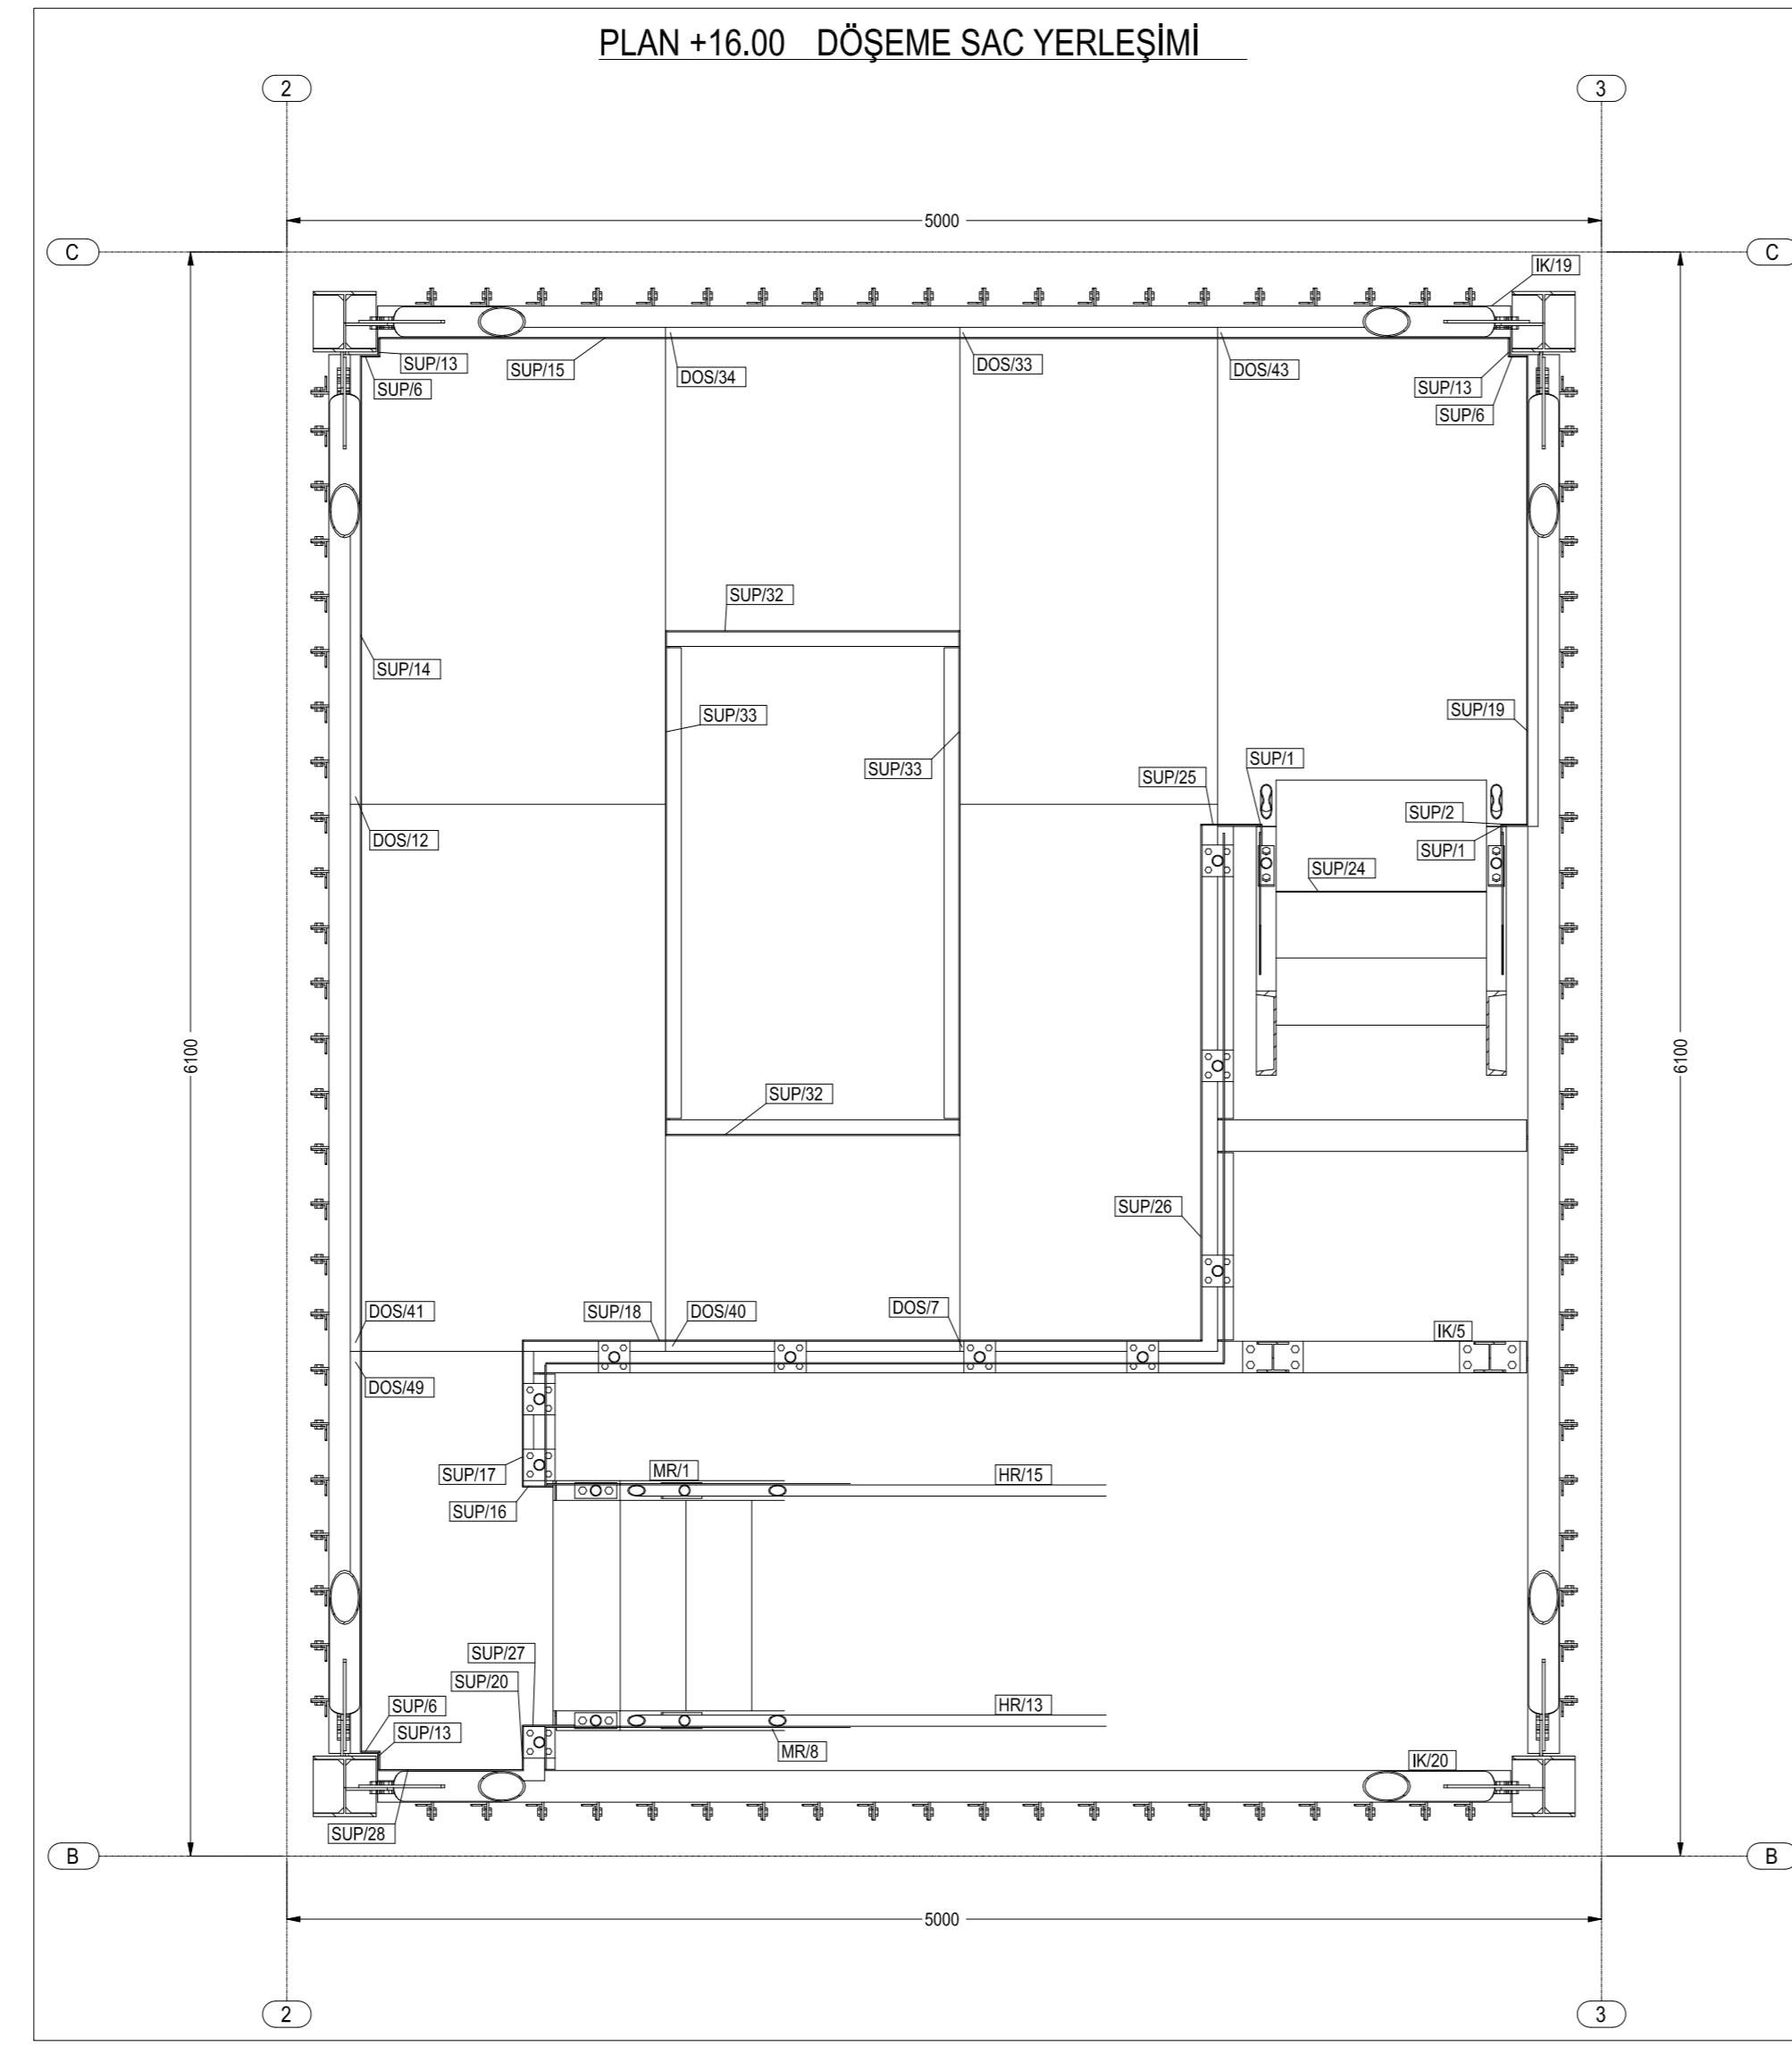 PLAN +16.00 DÖŞEME SAC YERLEŞİMİ
2 3
5000
C C
IK/19
SUP/13 SUP/15 DOS/34 DOS/33 DOS/43 SUP/13
SUP/6 SUP/6
SUP/32
SUP/14
SUP/33 SUP/19
SUP/33 SUP/25 SUP/1
SUP/2
DOS/12 SUP/1
SUP/24
6100 6100
SUP/32
SUP/26
DOS/41 SUP/18 DOS/40 DOS/7
IK/5
DOS/49
SUP/17 MR/1 HR/15
SUP/16
SUP/27
SUP/20
SUP/6 HR/13
SUP/13
MR/8 IK/20
SUP/28
B B
5000
2 3